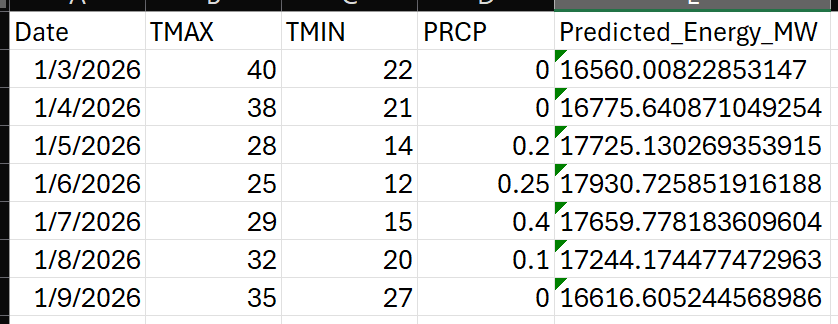 Date TMAX TMIN PRCP Predicted_Energy_MW
1/3/2026 40 22 0 16560.00822853147
1/4/2026 38 21 0 16775.640871049254
1/5/2026 28 14 0.2 17725.130269353915
1/6/2026 25 12 0.25 17930.725851916188
1/7/2026 29 15 0.4 17659.778183609604
1/8/2026 32 20 0.1 17244.174477472963
1/9/2026 35 27 0 16616.605244568986